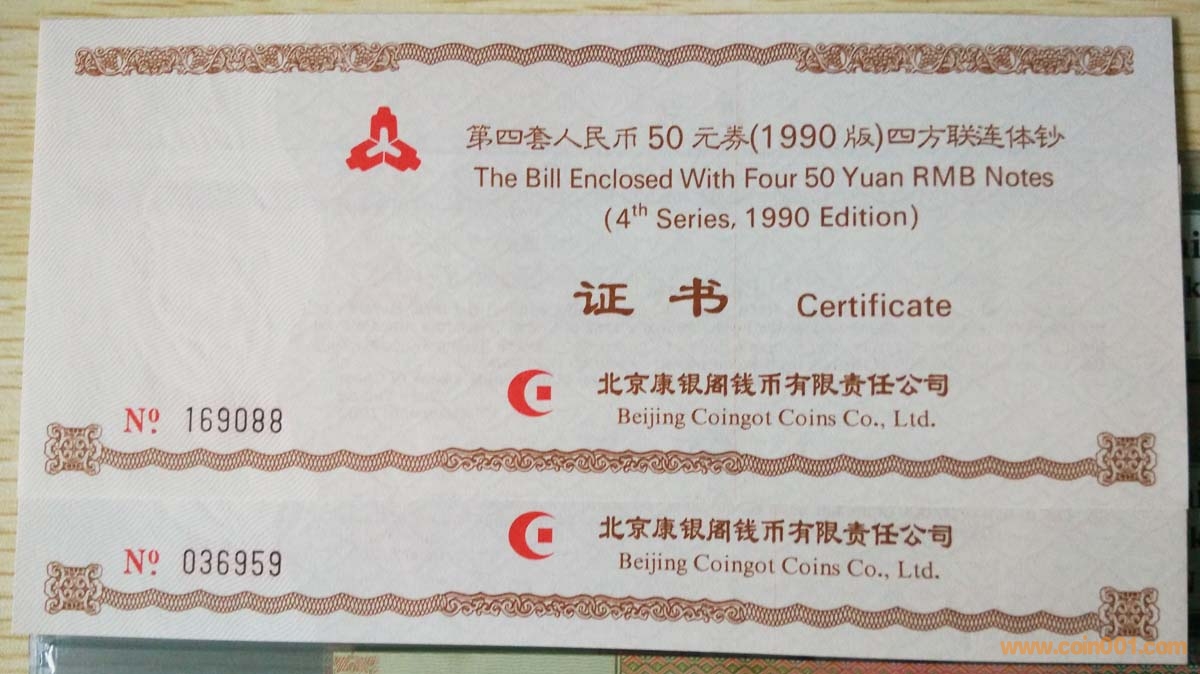 第四套人民币50元券(1990版)四方联连体钞
The Bill Enclosed With Four 50 Yuan RMB Notes
(4th Series, 1990 Edition)
证书 Certificate
北京康银阁钱币有限责任公司
Beijing Coingot Coins Co., Ltd.
Nº 169088
北京康银阁钱币有限责任公司
Beijing Coingot Coins Co., Ltd.
Nº 036959
www.coin001.com